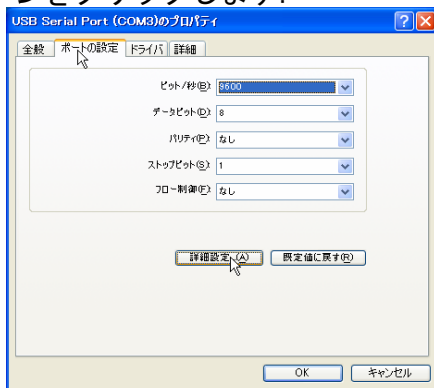 USB Serial Port (COM3)のプロパティ
全般 ポートの設定 ドライバ 詳細
ビット/秒(B): 9600
データ ビット(D): 8
パリティ(P): なし
ストップ ビット(S): 1
フロー制御(F): なし
詳細設定(A) 既定値に戻す(R)
OK キャンセル